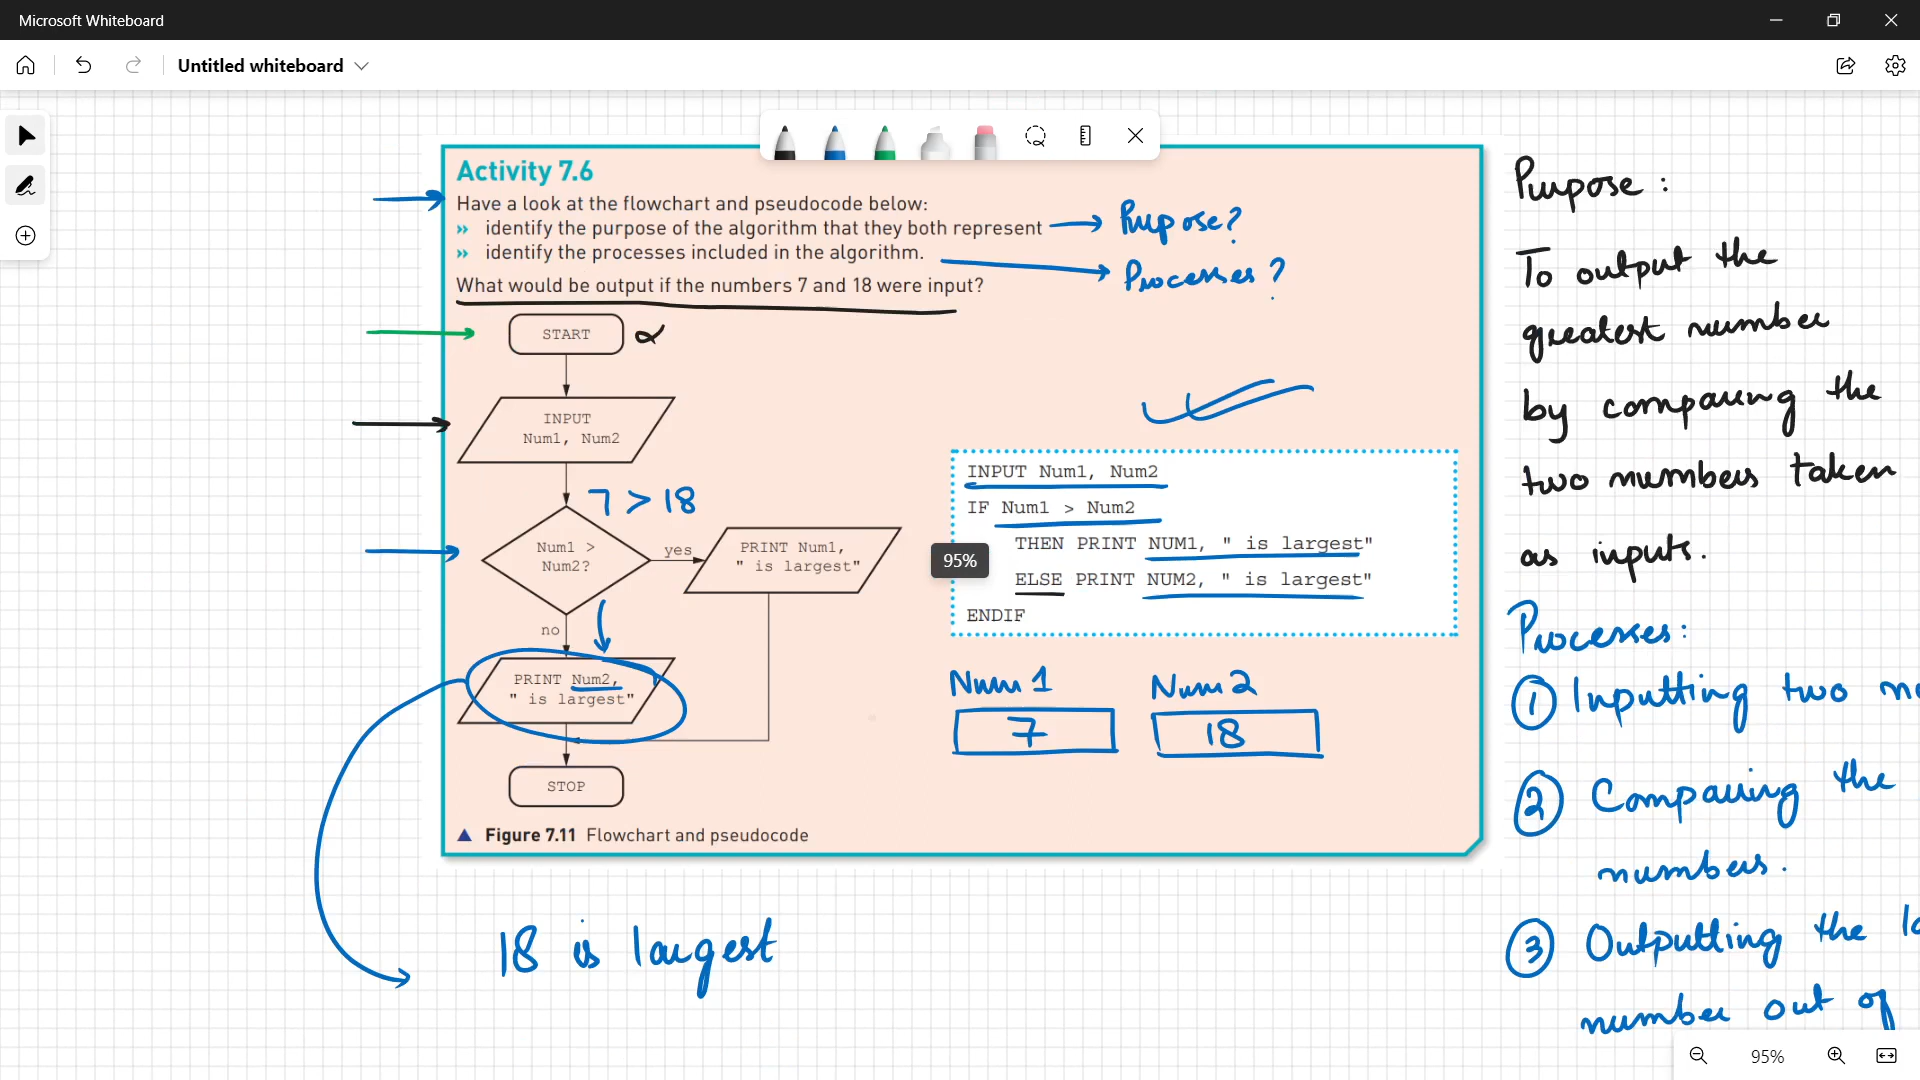 Microsoft Whiteboard
Untitled whiteboard
Activity 7.6
Have a look at the flowchart and pseudocode below:
» identify the purpose of the algorithm that they both represent
Purpose?
» identify the processes included in the algorithm.
Processes?
What would be output if the numbers 7 and 18 were input?
START
INPUT
Num1, Num2
7 > 18
Num1 >
Num2?
yes
PRINT Num1,
" is largest"
no
PRINT Num2,
" is largest"
STOP
▲ Figure 7.11 Flowchart and pseudocode
INPUT Num1, Num2
IF Num1 > Num2
THEN PRINT NUM1, " is largest"
ELSE PRINT NUM2, " is largest"
ENDIF
95%
Num1 Num2
7 18
18 is largest
Purpose:
To output the
greatest number
by comparing the
two numbers taken
as inputs.
Processes:
① Inputting two
② Comparing the
numbers.
③ Outputting the
number out of
95%